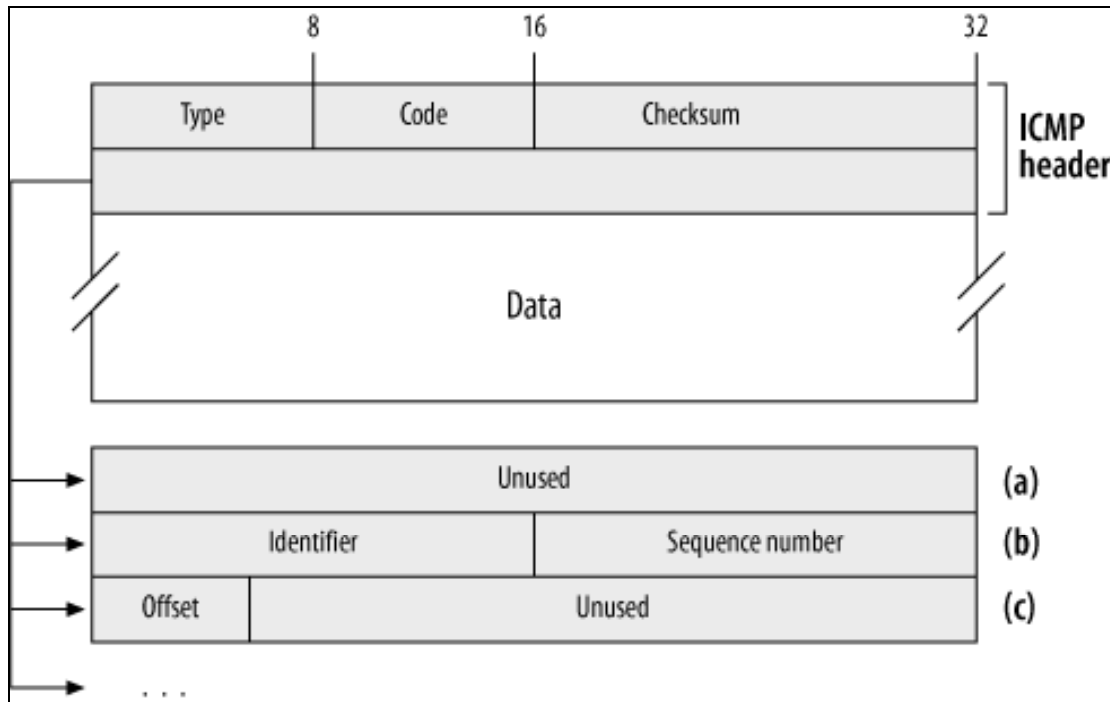 8 16 32
Type Code Checksum
ICMP
header
Data
Unused (a)
Identifier Sequence number (b)
Offset Unused (c)
. . .